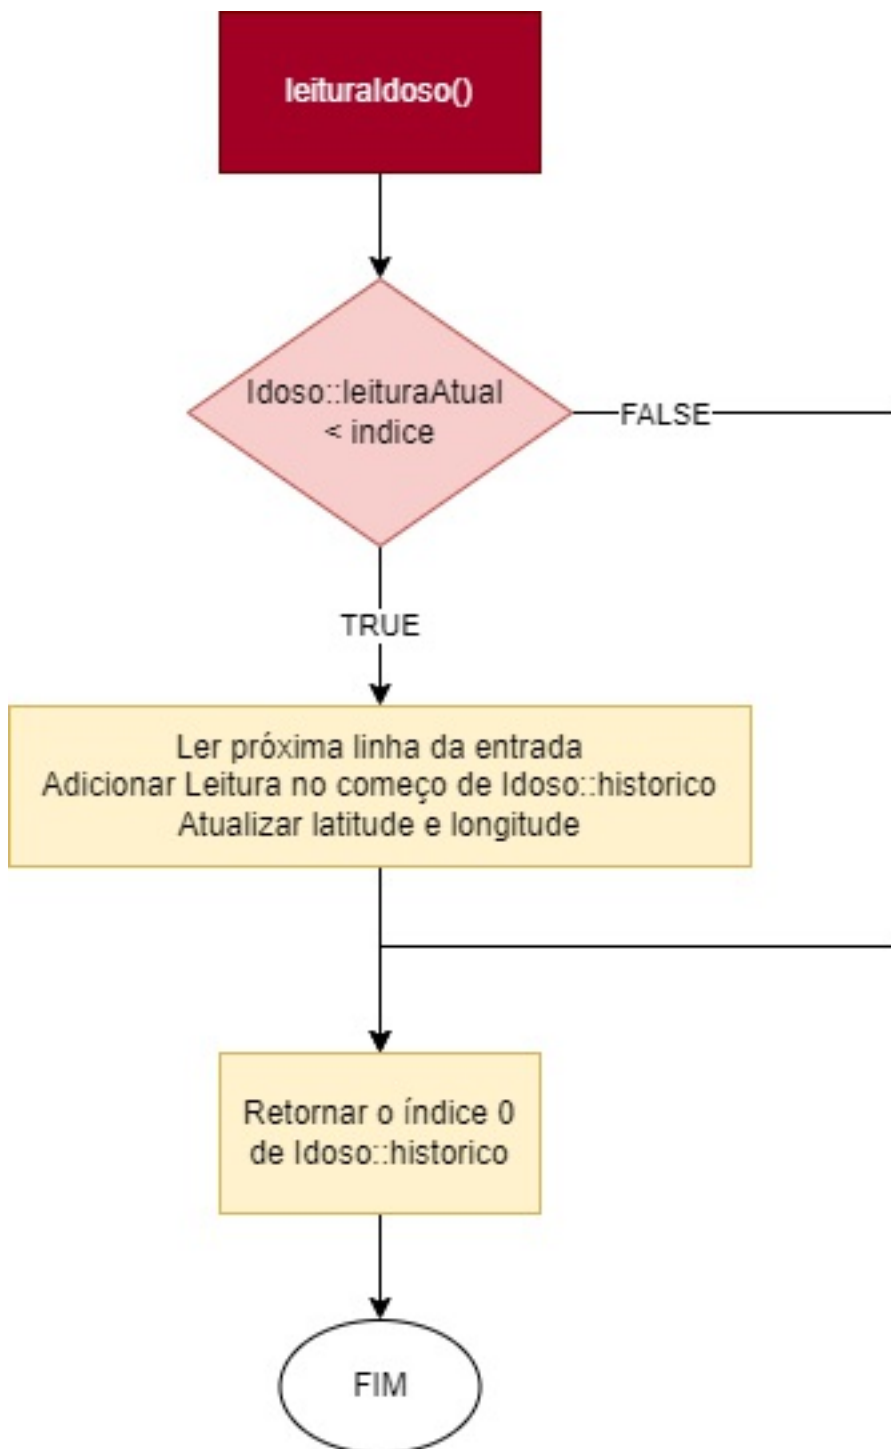 leituraIdoso()
Idoso::leituraAtual
< indice
FALSE
TRUE
Ler próxima linha da entrada
Adicionar Leitura no começo de Idoso::historico
Atualizar latitude e longitude
Retornar o índice 0
de Idoso::historico
FIM